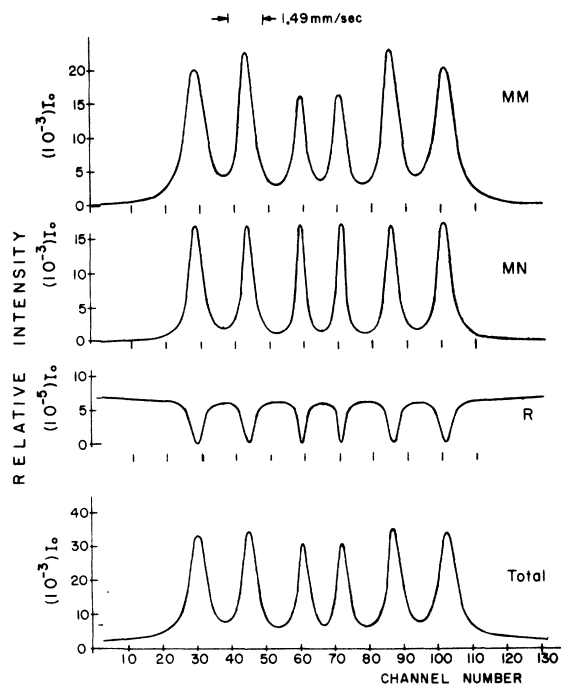 1.49mm/sec
20
15
10
5
0
(10⁻³)I₀
MM
15
10
5
0
(10⁻³)I₀
MN
RELATIVE INTENSITY
10
5
0
(10⁻⁵)I₀
R
40
30
20
10
0
(10⁻³)I₀
Total
10 20 30 40 50 60 70 80 90 100 110 120 130
CHANNEL NUMBER